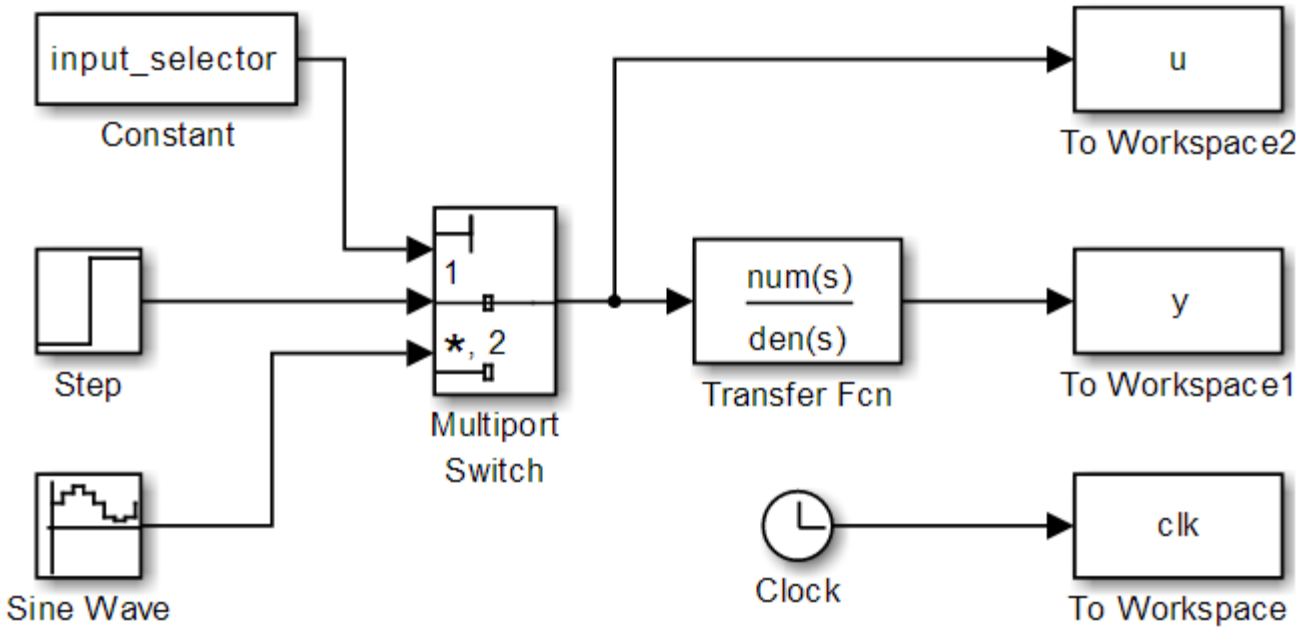 input_selector
Constant
u
To Workspace2
Step
1
*, 2
Multiport
Switch
num(s)
den(s)
Transfer Fcn
y
To Workspace1
Sine Wave
Clock
clk
To Workspace